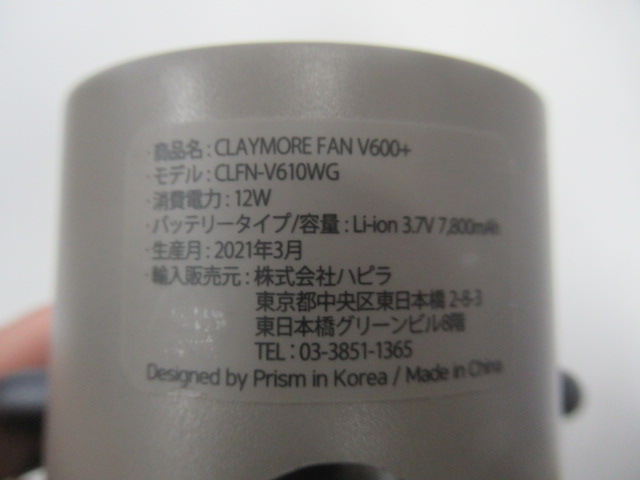 · 商品名 : CLAYMORE FAN V600+
· モデル : CLFN-V610WG
· 消費電力 : 12W
· バッテリータイプ/容量 : Li-ion 3.7V 7,800mAh
· 生産月 : 2021年3月
· 輸入販売元 : 株式会社ハピラ
東京都中央区東日本橋 2-8-3
東日本橋グリーンビル8階
TEL : 03-3851-1365
Designed by Prism in Korea / Made in China